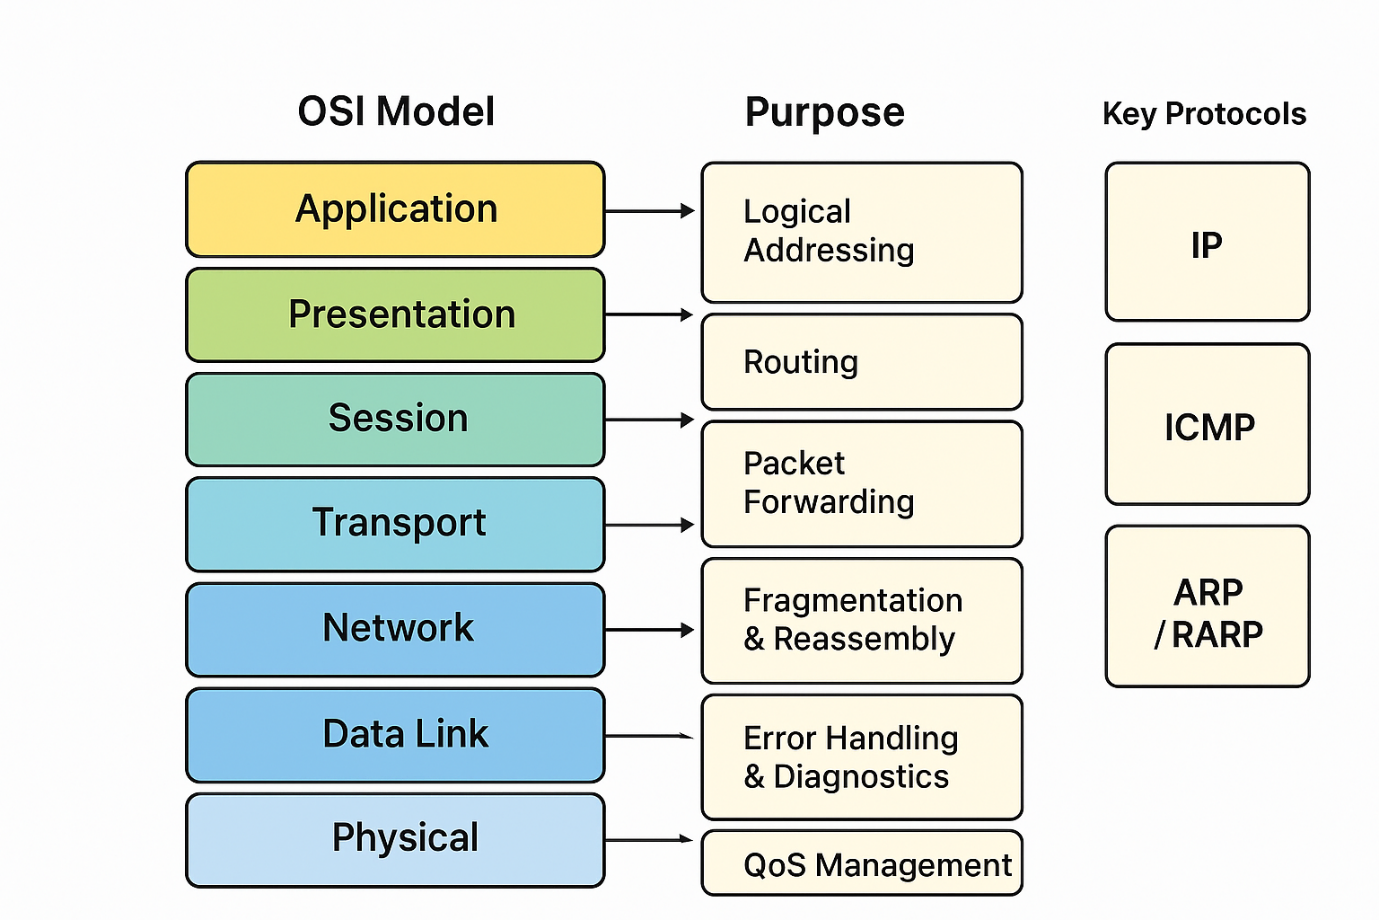 OSI Model
Purpose
Key Protocols
Application
Presentation
Session
Transport
Network
Data Link
Physical
Logical
Addressing
Routing
Packet
Forwarding
Fragmentation
& Reassembly
Error Handling
& Diagnostics
QoS Management
IP
ICMP
ARP
/ RARP